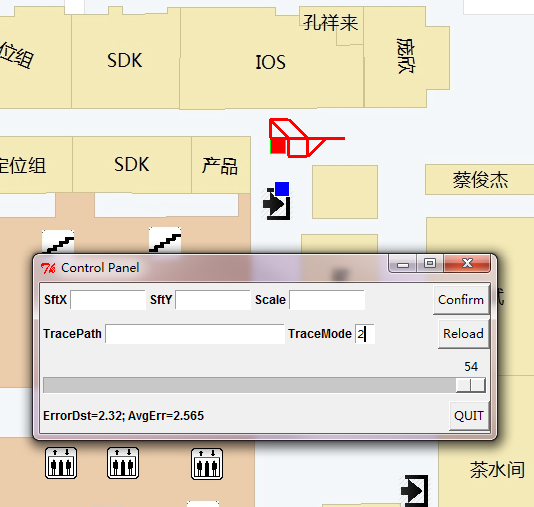 孔祥来
位组
SDK
IOS
庞欣
定位组
SDK
产品
蔡俊杰
Control Panel
SftX SftY Scale Confirm
TracePath TraceMode 2 Reload
54
ErrorDst=2.32; AvgErr=2.565 QUIT
茶水间